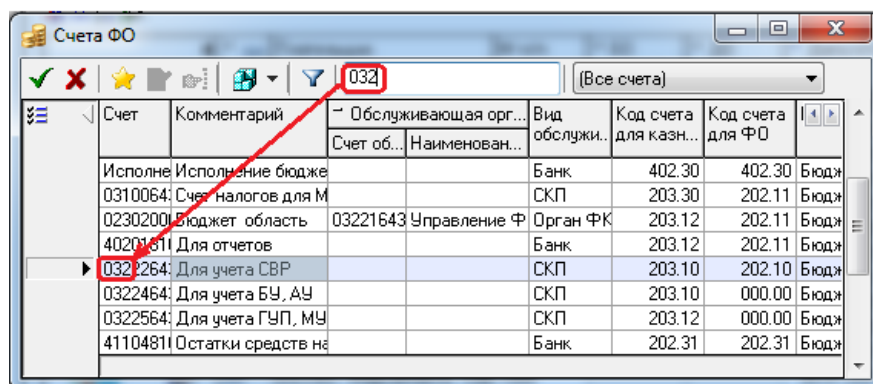 Счета ФО
032 (Все счета)
Счет Комментарий Обслуживающая орг... Вид обслужи.. Код счета для казн... Код счета для ФО
Счет об... Наименован...
Исполне Исполнение бюдже Банк 402.30 402.30 Бюдж
03100643 Счет налогов для М СКП 203.30 202.11 Бюдж
0230200 Бюджет область 03221643 Управление Ф Орган ФК 203.12 202.11 Бюдж
Для отчетов Банк 203.12 202.11 Бюдж
0322264: Для учета СВР СКП 203.10 202.10 Бюдж
0322464: Для учета БУ, АУ СКП 203.10 000.00 Бюдж
0322564: Для учета ГУП, МУ СКП 203.12 000.00 Бюдж
4110481 Остатки средств на Банк 202.31 202.31 Бюдж